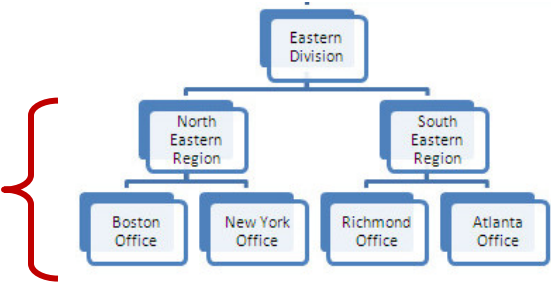 Eastern
Division
North
Eastern
Region
South
Eastern
Region
Boston
Office
New York
Office
Richmond
Office
Atlanta
Office